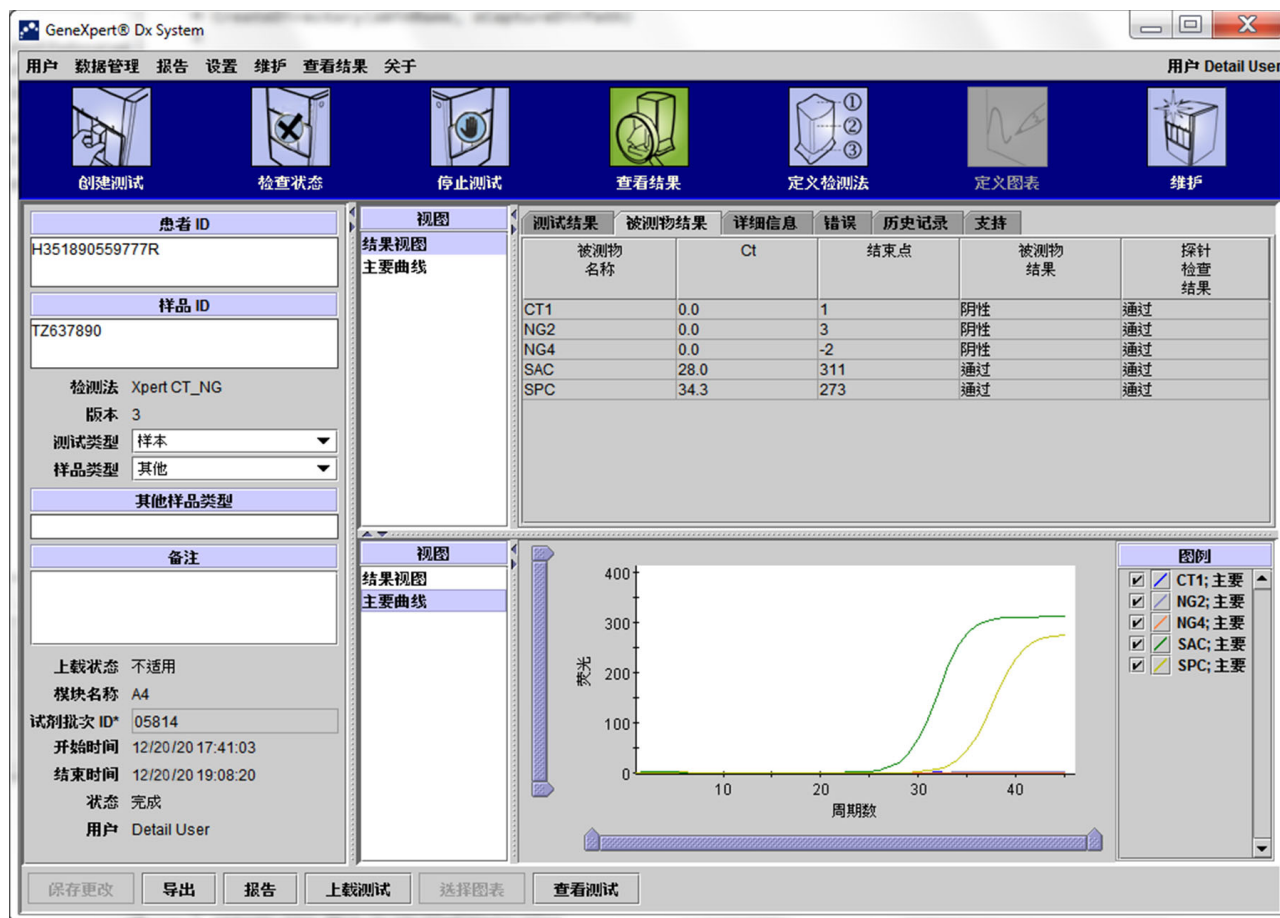 GeneXpert® Dx System
用户 数据管理 报告 设置 维护 查看结果 关于
用户 Detail User
创建测试 检查状态 停止测试 查看结果 定义检测法 定义图表 维护
患者 ID
H351890559777R
样品 ID
TZ637890
检测法 Xpert CT_NG
版本 3
测试类型 样本
样品类型 其他
其他样品类型
备注
上载状态 不适用
模块名称 A4
试剂批次 ID* 05814
开始时间 12/20/20 17:41:03
结束时间 12/20/20 19:08:20
状态 完成
用户 Detail User
视图
结果视图
主要曲线
测试结果 被测物结果 详细信息 错误 历史记录 支持
被测物名称 Ct 结束点 被测物结果 探针检查结果
CT1 0.0 1 阴性 通过
NG2 0.0 3 阴性 通过
NG4 0.0 -2 阴性 通过
SAC 28.0 311 通过 通过
SPC 34.3 273 通过 通过
视图
结果视图
主要曲线
荧光
400
300
200
100
0
10 20 30 40
周期数
图例
CT1; 主要
NG2; 主要
NG4; 主要
SAC; 主要
SPC; 主要
保存更改 导出 报告 上载测试 选择图表 查看测试